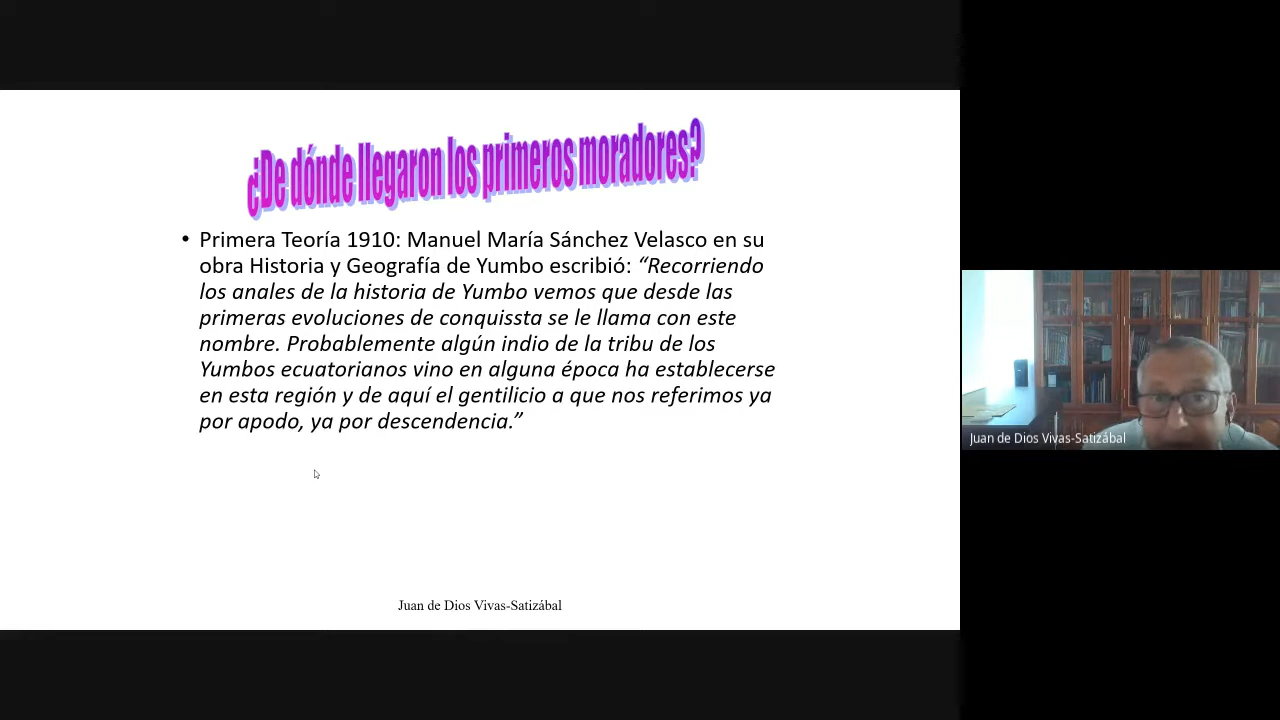 ¿De dónde llegaron los primeros moradores?
• Primera Teoría 1910: Manuel María Sánchez Velasco en su
obra Historia y Geografía de Yumbo escribió: “Recorriendo
los anales de la historia de Yumbo vemos que desde las
primeras evoluciones de conquissta se le llama con este
nombre. Probablemente algún indio de la tribu de los
Yumbos ecuatorianos vino en alguna época ha establecerse
en esta región y de aquí el gentilicio a que nos referimos ya
por apodo, ya por descendencia.”
Juan de Dios Vivas-Satizábal
Juan de Dios Vivas-Satizábal